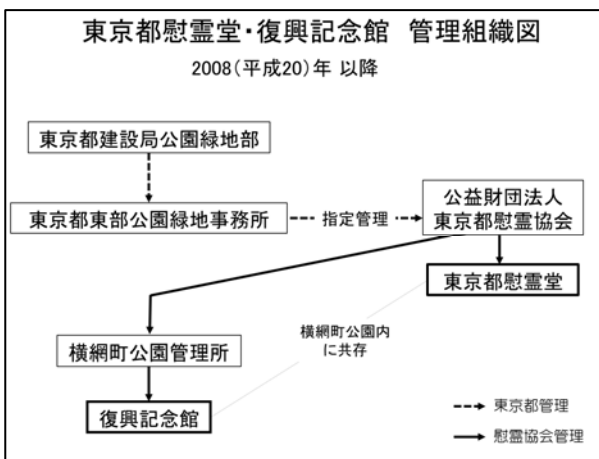 東京都慰霊堂・復興記念館 管理組織図
2008(平成20)年 以降
東京都建設局公園緑地部
東京都東部公園緑地事務所
指定管理
公益財団法人
東京都慰霊協会
東京都慰霊堂
横網町公園内
に共存
横網町公園管理所
復興記念館
東京都管理
慰霊協会管理